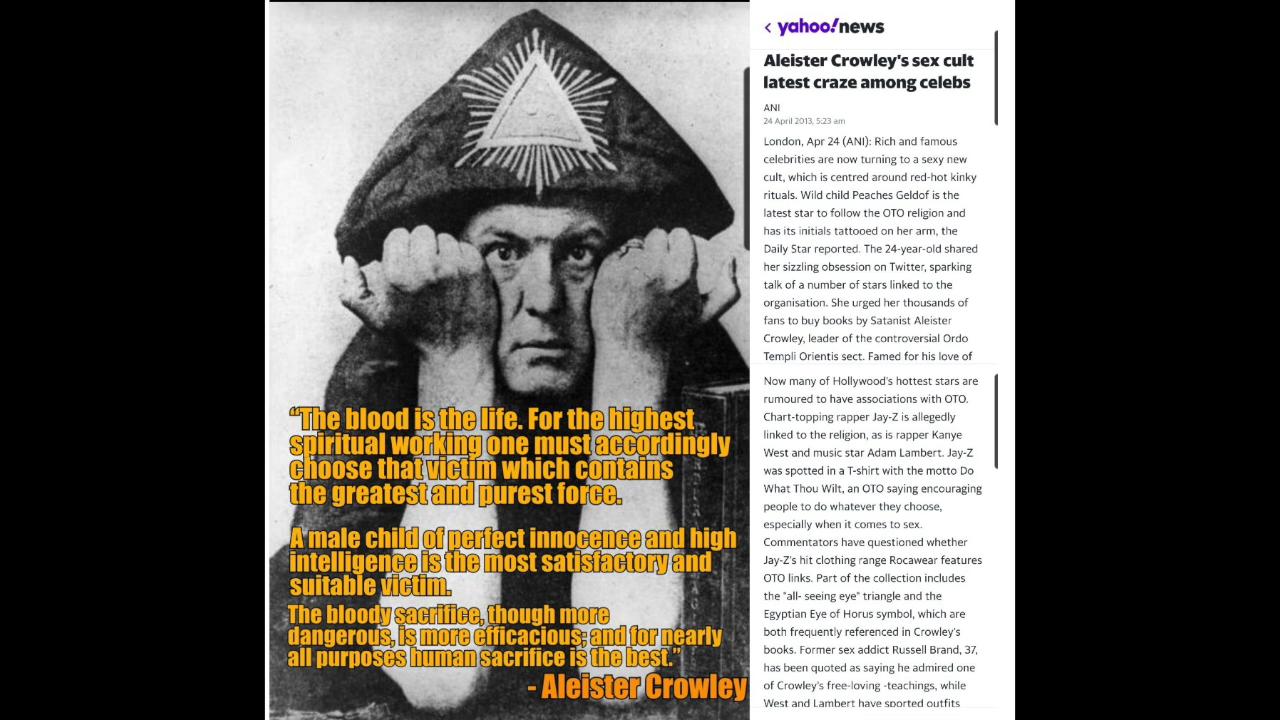 “The blood is the life. For the highest
spiritual working one must accordingly
choose that victim which contains
the greatest and purest force.
A male child of perfect innocence and high
intelligence is the most satisfactory and
suitable victim.
The bloody sacrifice, though more
dangerous, is more efficacious; and for nearly
all purposes human sacrifice is the best.”
- Aleister Crowley
< yahoo!news
Aleister Crowley's sex cult
latest craze among celebs
ANI
24 April 2013, 5:23 am
London, Apr 24 (ANI): Rich and famous
celebrities are now turning to a sexy new
cult, which is centred around red-hot kinky
rituals. Wild child Peaches Geldof is the
latest star to follow the OTO religion and
has its initials tattooed on her arm, the
Daily Star reported. The 24-year-old shared
her sizzling obsession on Twitter, sparking
talk of a number of stars linked to the
organisation. She urged her thousands of
fans to buy books by Satanist Aleister
Crowley, leader of the controversial Ordo
Templi Orientis sect. Famed for his love of
Now many of Hollywood's hottest stars are
rumoured to have associations with OTO.
Chart-topping rapper Jay-Z is allegedly
linked to the religion, as is rapper Kanye
West and music star Adam Lambert. Jay-Z
was spotted in a T-shirt with the motto Do
What Thou Wilt, an OTO saying encouraging
people to do whatever they choose,
especially when it comes to sex.
Commentators have questioned whether
Jay-Z's hit clothing range Rocawear features
OTO links. Part of the collection includes
the "all- seeing eye" triangle and the
Egyptian Eye of Horus symbol, which are
both frequently referenced in Crowley's
books. Former sex addict Russell Brand, 37,
has been quoted as saying he admired one
of Crowley's free-loving -teachings, while
West and Lambert have sported outfits